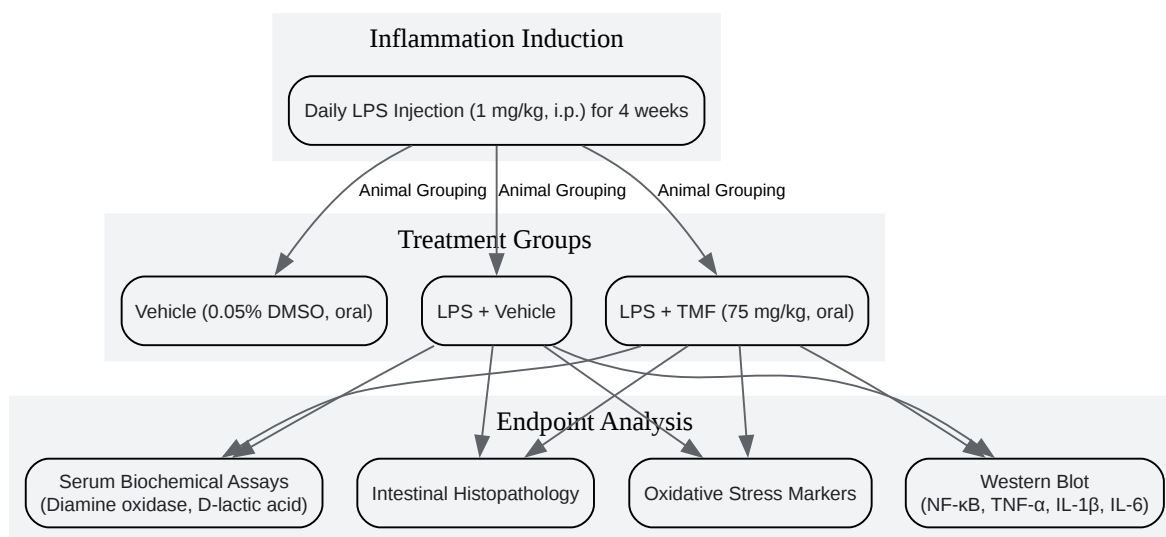 Inflammation Induction
Daily LPS Injection (1 mg/kg, i.p.) for 4 weeks
Animal Grouping
Animal Grouping
Animal Grouping
Treatment Groups
Vehicle (0.05% DMSO, oral)
LPS + Vehicle
LPS + TMF (75 mg/kg, oral)
Endpoint Analysis
Serum Biochemical Assays
(Diamine oxidase, D-lactic acid)
Intestinal Histopathology
Oxidative Stress Markers
Western Blot
(NF-κB, TNF-α, IL-1β, IL-6)